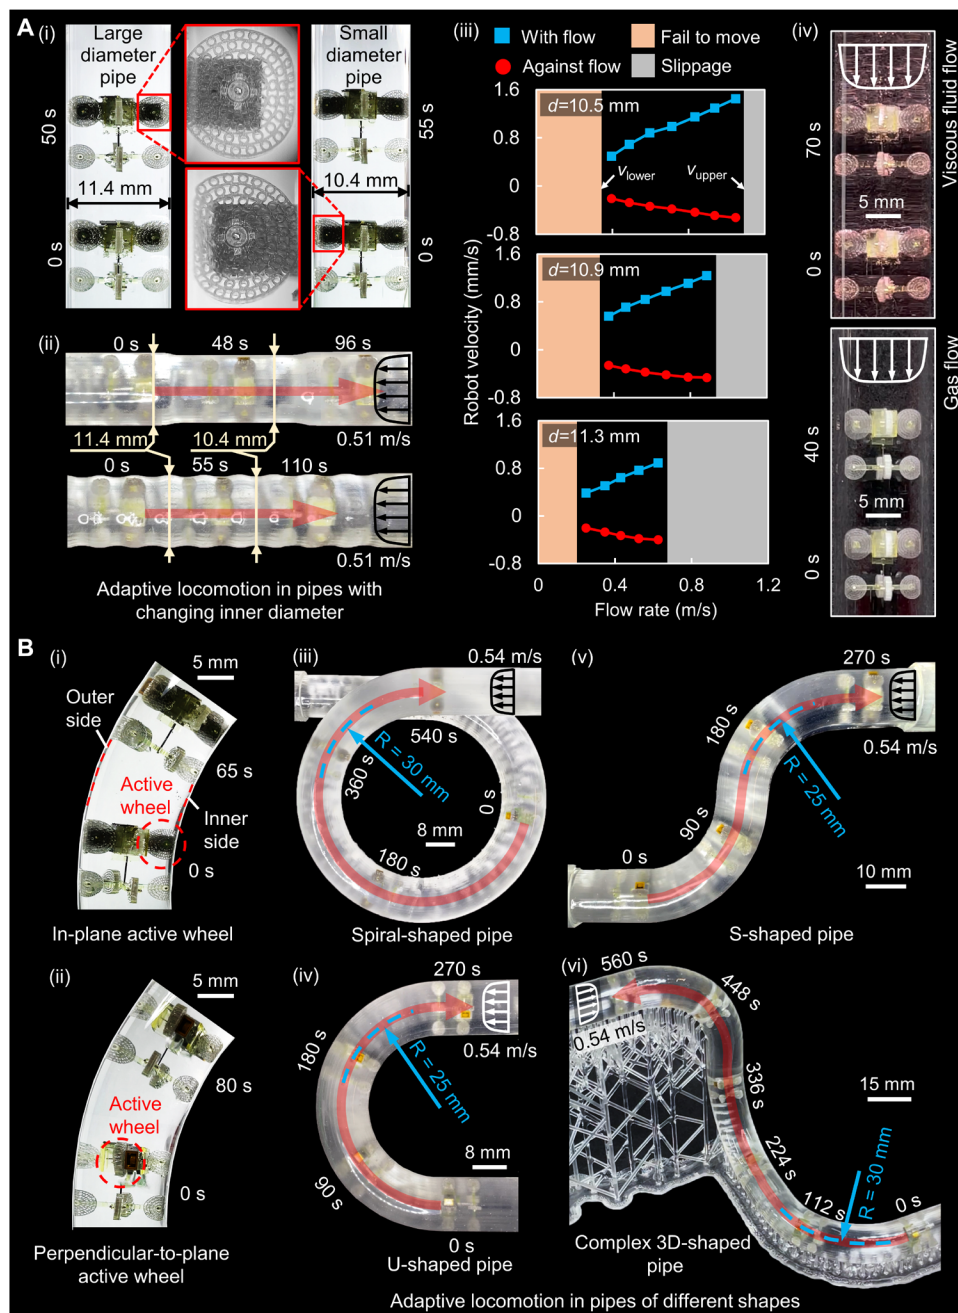 A
(i)
Large
diameter
pipe
Small
diameter
pipe
50 s
55 s
11.4 mm
10.4 mm
0 s
0 s
(ii)
0 s
48 s
96 s
0.51 m/s
11.4 mm
10.4 mm
0 s
55 s
110 s
0.51 m/s
Adaptive locomotion in pipes with
changing inner diameter
(iii)
With flow
Fail to move
Against flow
Slippage
Robot velocity (mm/s)
1.6
d=10.5 mm
0.8
0
vlower
vupper
-0.8
1.6
d=10.9 mm
0.8
0
-0.8
1.6
d=11.3 mm
0.8
0
-0.8
0
0.4
0.8
1.2
Flow rate (m/s)
(iv)
70 s
Viscous fluid flow
5 mm
0 s
40 s
Gas flow
5 mm
0 s
B
(i)
5 mm
Outer
side
65 s
Active
wheel
Inner
side
0 s
In-plane active wheel
(ii)
5 mm
80 s
Active
wheel
0 s
Perpendicular-to-plane
active wheel
(iii)
0.54 m/s
540 s
R = 30 mm
360 s
0 s
8 mm
180 s
Spiral-shaped pipe
(iv)
270 s
180 s
0.54 m/s
R = 25 mm
8 mm
90 s
0 s
U-shaped pipe
(v)
270 s
180 s
0.54 m/s
R = 25 mm
90 s
0 s
10 mm
S-shaped pipe
(vi)
560 s
448 s
0.54 m/s
336 s
15 mm
224 s
R = 30 mm
112 s
0 s
Complex 3D-shaped
pipe
Adaptive locomotion in pipes of different shapes